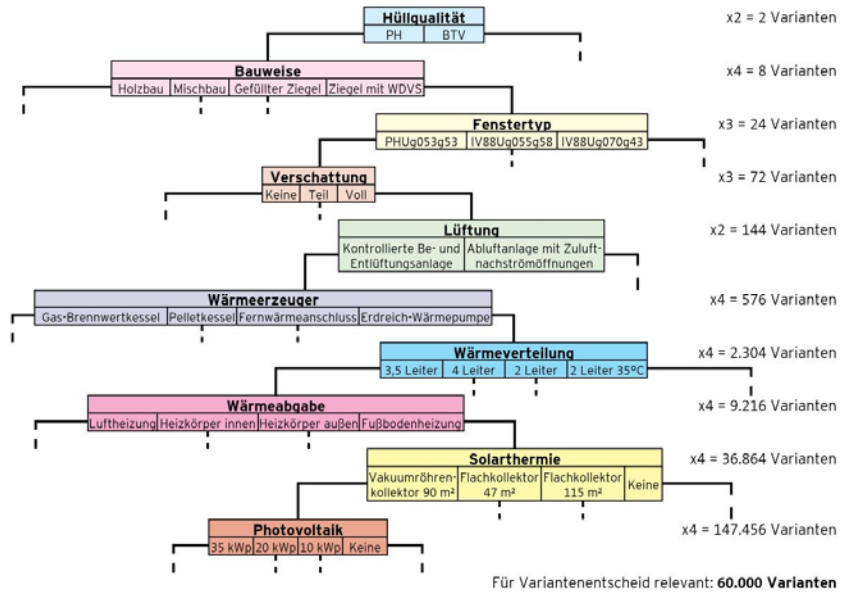 Hüllqualität
PH BTV
x2 = 2 Varianten
Bauweise
Holzbau Mischbau Gefüllter Ziegel Ziegel mit WDVS
x4 = 8 Varianten
Fenstertyp
PHUg053g53 IV88Ug055g58 IV88Ug070g43
x3 = 24 Varianten
Verschattung
Keine Teil Voll
x3 = 72 Varianten
Lüftung
Kontrollierte Be- und Abluftanlage mit Zuluft-
Entlüftungsanlage nachströmöffnungen
x2 = 144 Varianten
Wärmeerzeuger
Gas-Brennwertkessel Pelletkessel Fernwärmeanschluss Erdreich-Wärmepumpe
x4 = 576 Varianten
Wärmeverteilung
3,5 Leiter 4 Leiter 2 Leiter 2 Leiter 35°C
x4 = 2.304 Varianten
Wärmeabgabe
Luftheizung Heizkörper innen Heizkörper außen Fußbodenheizung
x4 = 9.216 Varianten
Solarthermie
Vakuumröhren- Flachkollektor Flachkollektor Keine
kollektor 90 m² 47 m² 115 m²
x4 = 36.864 Varianten
Photovoltaik
35 kWp 20 kWp 10 kWp Keine
x4 = 147.456 Varianten
Für Variantenentscheid relevant: 60.000 Varianten